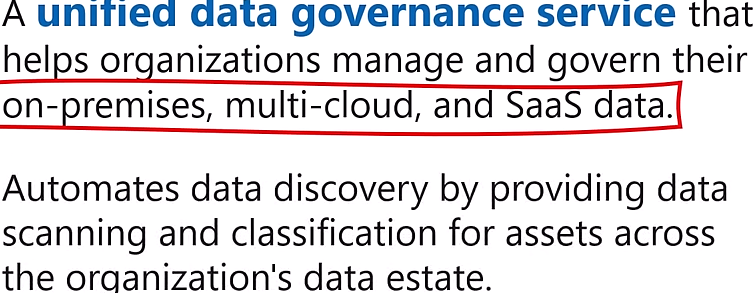 A unified data governance service that
helps organizations manage and govern their
on-premises, multi-cloud, and SaaS data.
Automates data discovery by providing data
scanning and classification for assets across
the organization's data estate.